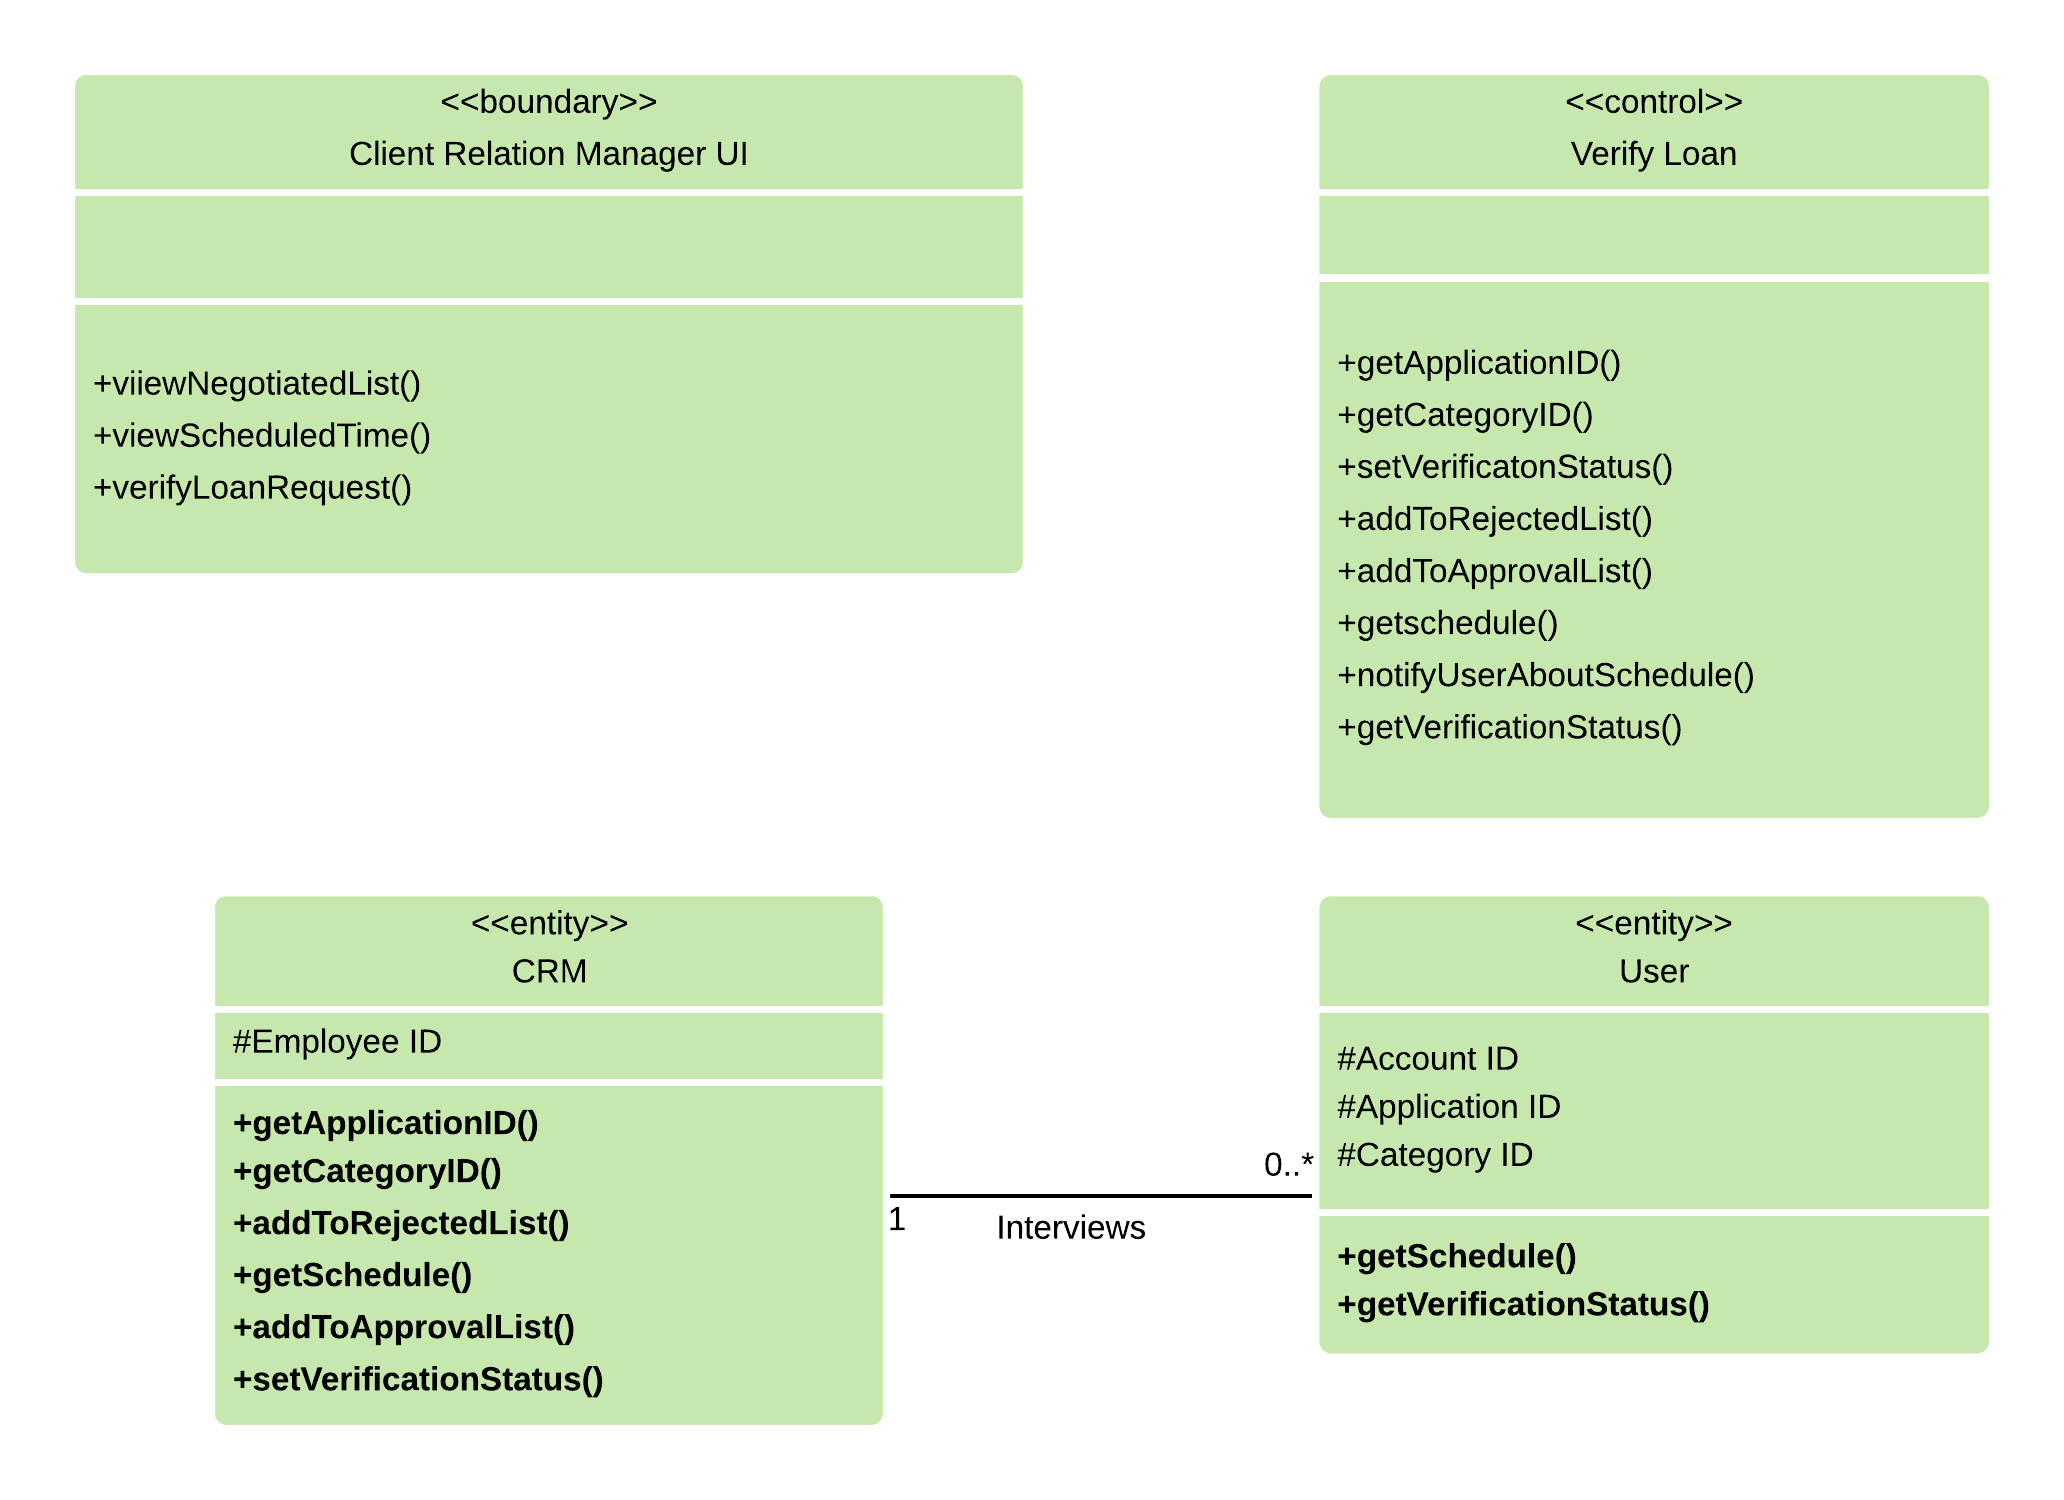 <<boundary>>
Client Relation Manager UI
+viiewNegotiatedList()
+viewScheduledTime()
+verifyLoanRequest()
<<control>>
Verify Loan
+getApplicationID()
+getCategoryID()
+setVerificatonStatus()
+addToRejectedList()
+addToApprovalList()
+getschedule()
+notifyUserAboutSchedule()
+getVerificationStatus()
<<entity>>
CRM
#Employee ID
+getApplicationID()
+getCategoryID()
+addToRejectedList()
+getSchedule()
+addToApprovalList()
+setVerificationStatus()
0..*
1
Interviews
<<entity>>
User
#Account ID
#Application ID
#Category ID
+getSchedule()
+getVerificationStatus()